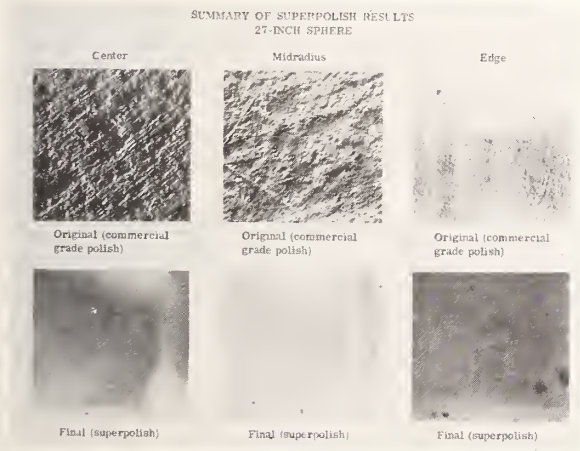 SUMMARY OF SUPERPOLISH RESULTS
27-INCH SPHERE
Center
Midradius
Edge
Original (commercial
grade polish)
Original (commercial
grade polish)
Original (commercial
grade polish)
Final (superpolish)
Final (superpolish)
Final (superpolish)